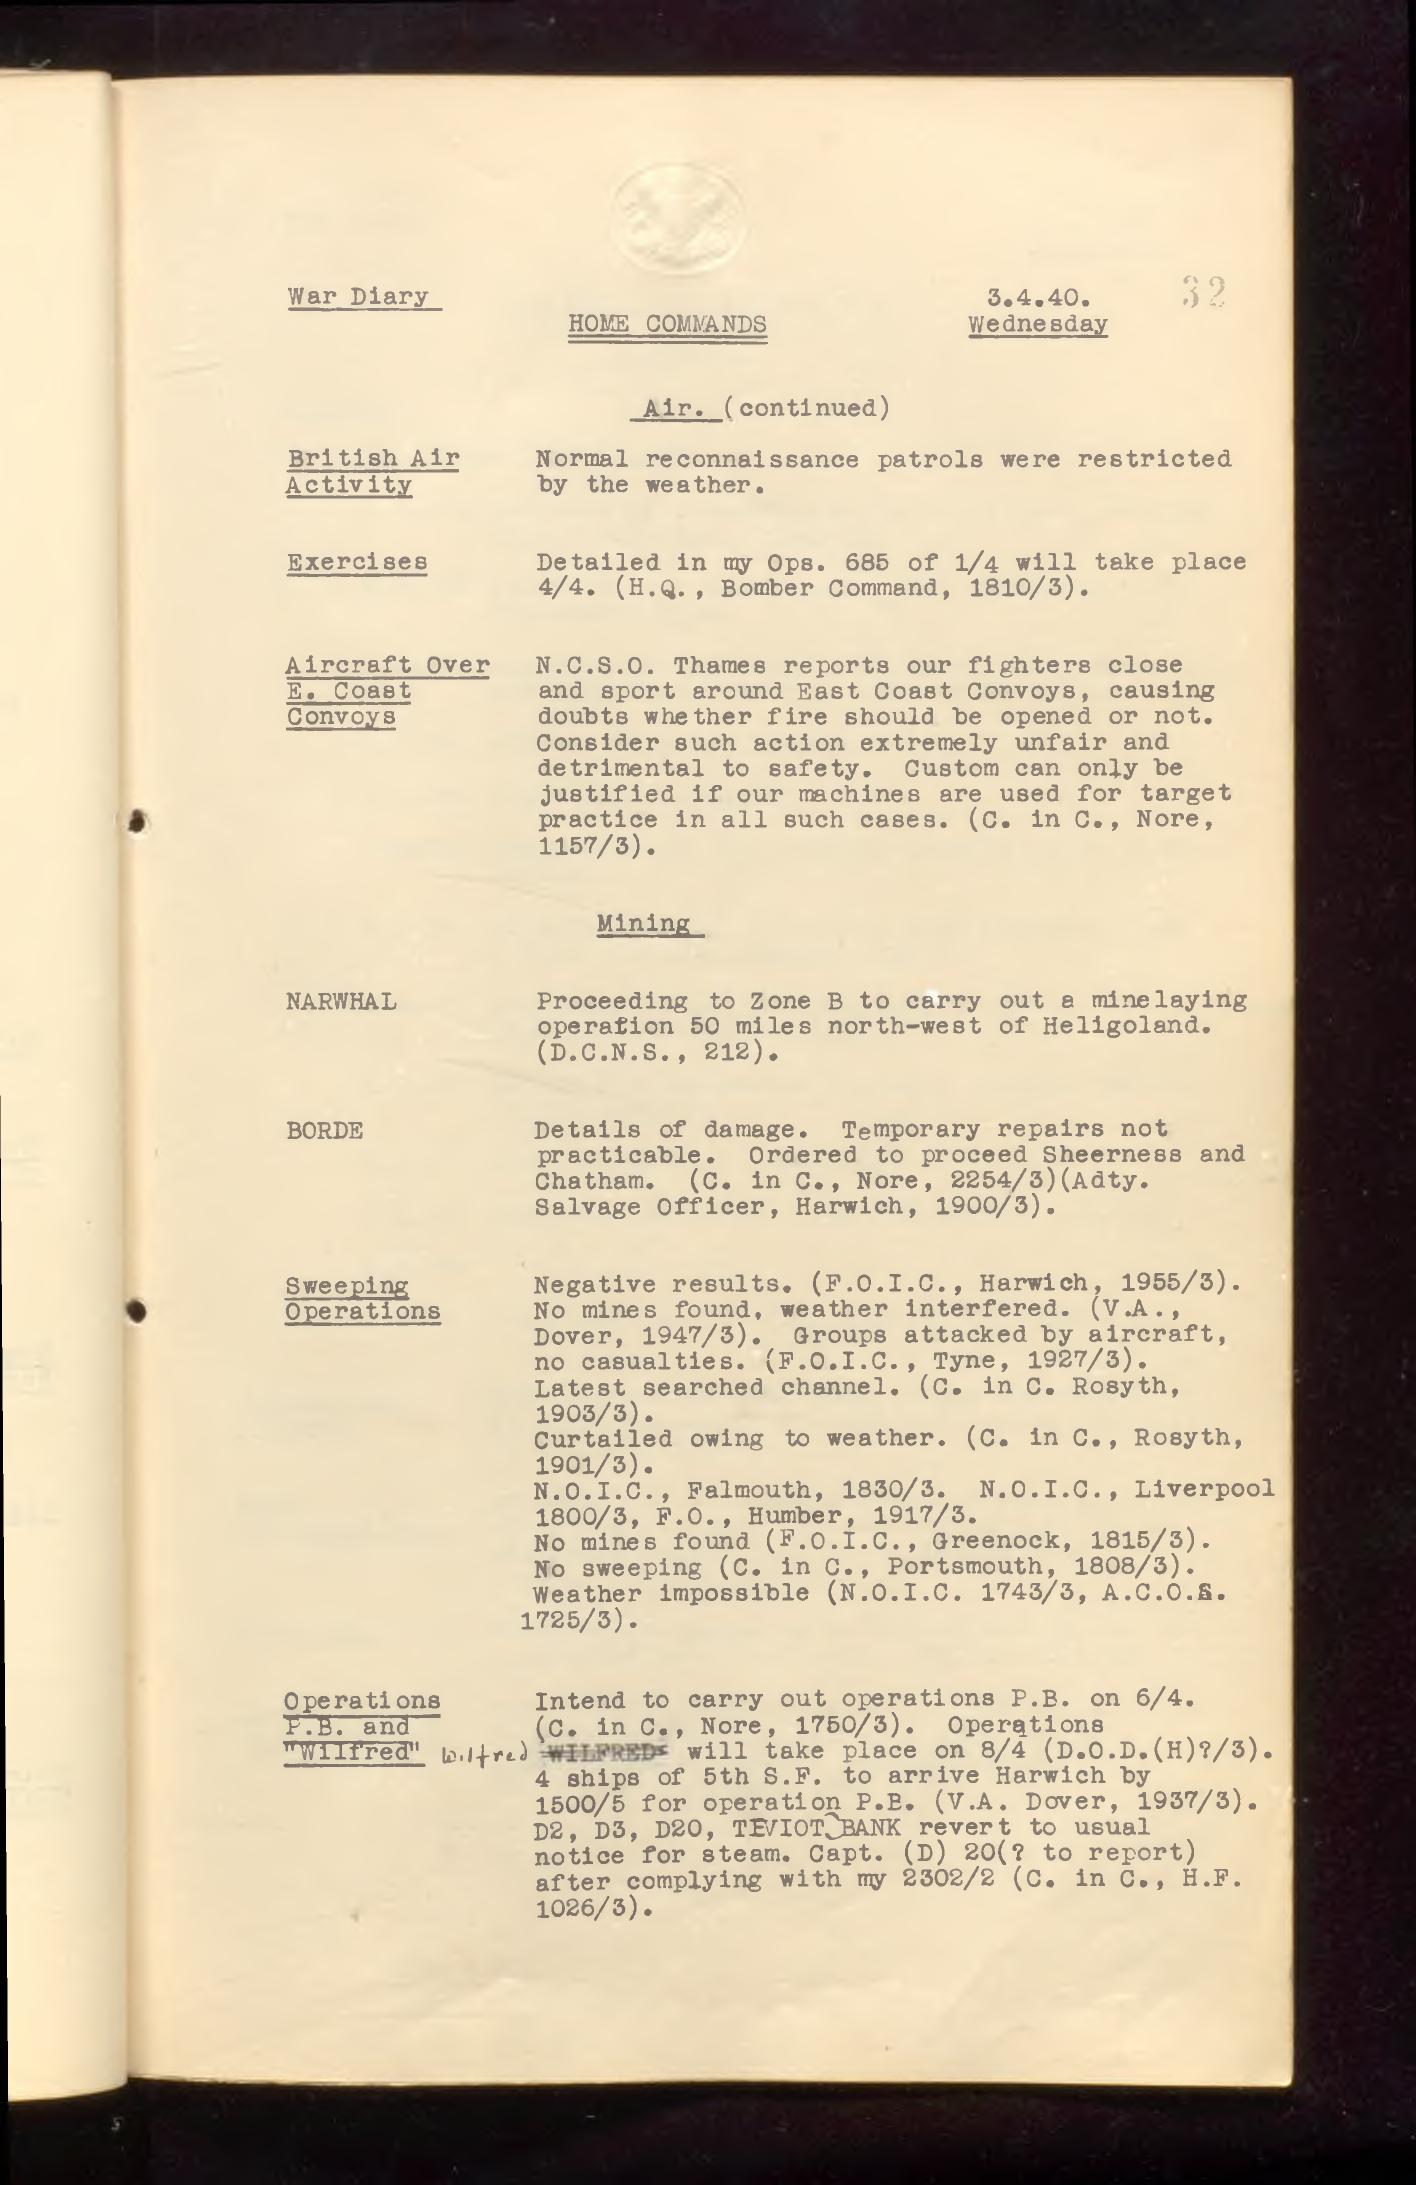 War Diary
3.4.40.
32
HOME COMMANDS
Wednesday
Air. (continued)
British Air
Activity
Normal reconnaissance patrols were restricted
by the weather.
Exercises
Detailed in my Ops. 685 of 1/4 will take place
4/4. (H.Q., Bomber Command, 1810/3).
Aircraft Over
E. Coast
Convoys
N.C.S.O. Thames reports our fighters close
and sport around East Coast Convoys, causing
doubts whether fire should be opened or not.
Consider such action extremely unfair and
detrimental to safety. Custom can only be
justified if our machines are used for target
practice in all such cases. (C. in C., Nore,
1157/3).
Mining
NARWHAL
Proceeding to Zone B to carry out a minelaying
operation 50 miles north-west of Heligoland.
(D.C.N.S., 212).
BORDE
Details of damage. Temporary repairs not
practicable. Ordered to proceed Sheerness and
Chatham. (C. in C., Nore, 2254/3)(Adty.
Salvage Officer, Harwich, 1900/3).
Sweeping
Operations
Negative results. (F.O.I.C., Harwich, 1955/3).
No mines found, weather interfered. (V.A.,
Dover, 1947/3). Groups attacked by aircraft,
no casualties. (F.O.I.C., Tyne, 1927/3).
Latest searched channel. (C. in C. Rosyth,
1903/3).
Curtailed owing to weather. (C. in C., Rosyth,
1901/3).
N.O.I.C., Falmouth, 1830/3. N.O.I.C., Liverpool
1800/3, F.O., Humber, 1917/3.
No mines found (F.O.I.C., Greenock, 1815/3).
No sweeping (C. in C., Portsmouth, 1808/3).
Weather impossible (N.O.I.C. 1743/3, A.C.O.S.
1725/3).
Operations
P.B. and
"Wilfred"
Intend to carry out operations P.B. on 6/4.
(C. in C., Nore, 1750/3). Operations
Wilfred WILFRED will take place on 8/4 (D.O.D.(H)?/3).
4 ships of 5th S.F. to arrive Harwich by
1500/5 for operation P.B. (V.A. Dover, 1937/3).
D2, D3, D20, TEVIOT BANK revert to usual
notice for steam. Capt. (D) 20(? to report)
after complying with my 2302/2 (C. in C., H.F.
1026/3).